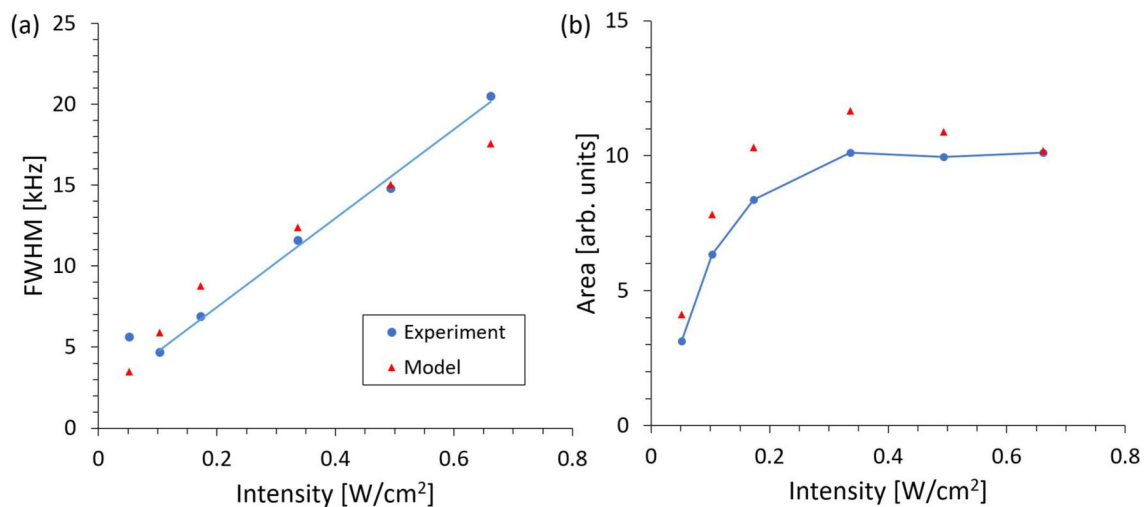 (a)
25
20
15
10
5
0
FWHM [kHz]
Experiment
Model
0 0.2 0.4 0.6 0.8
Intensity [W/cm²]
(b)
15
10
5
0
Area [arb. units]
0 0.2 0.4 0.6 0.8
Intensity [W/cm²]